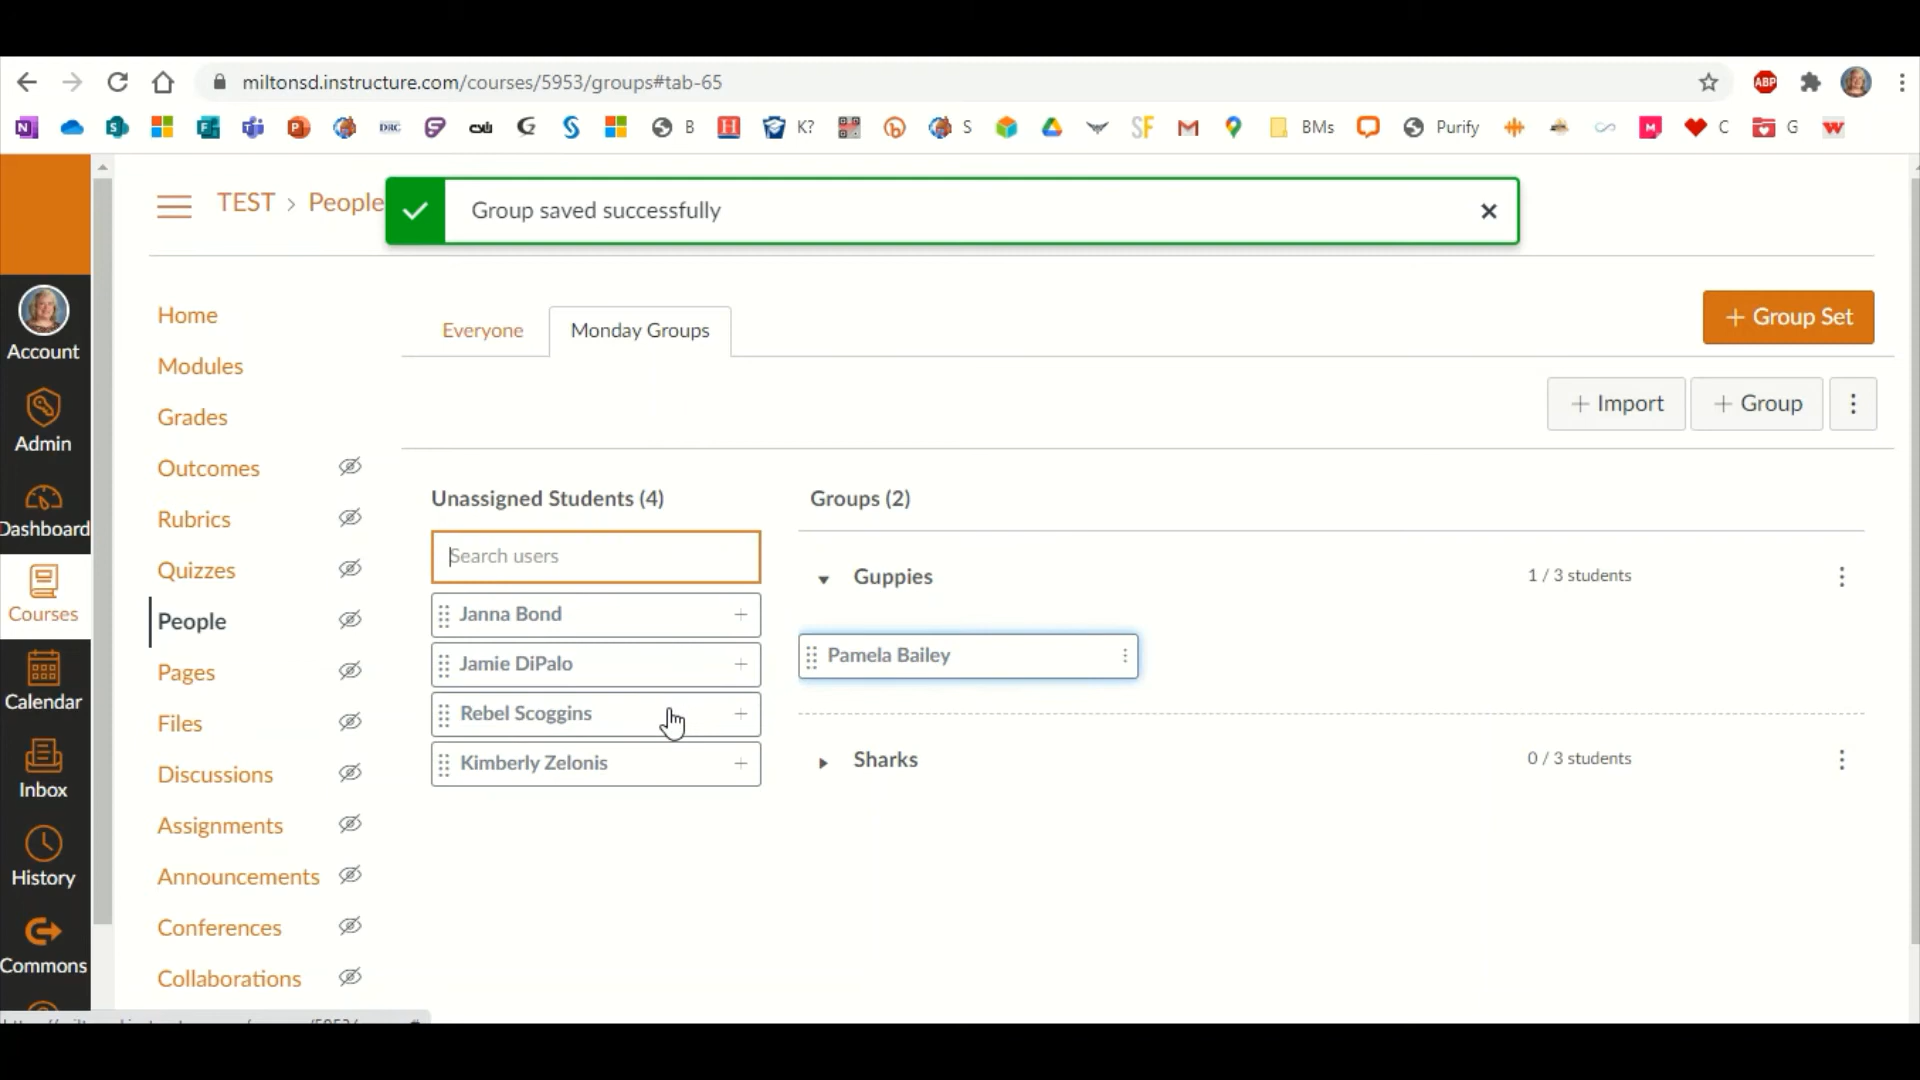 miltonsd.instructure.com/courses/5953/groups#tab-65
ABP
B
K?
S
SF
BMs
Purify
C
G
TEST > People
Group saved successfully
Account
Admin
Dashboard
Courses
Calendar
Inbox
History
Commons
Home
Modules
Grades
Outcomes
Rubrics
Quizzes
People
Pages
Files
Discussions
Assignments
Announcements
Conferences
Collaborations
Everyone
Monday Groups
+ Group Set
+ Import
+ Group
Unassigned Students (4)
Search users
Janna Bond
Jamie DiPalo
Rebel Scoggins
Kimberly Zelonis
Groups (2)
Guppies
1 / 3 students
Pamela Bailey
Sharks
0 / 3 students